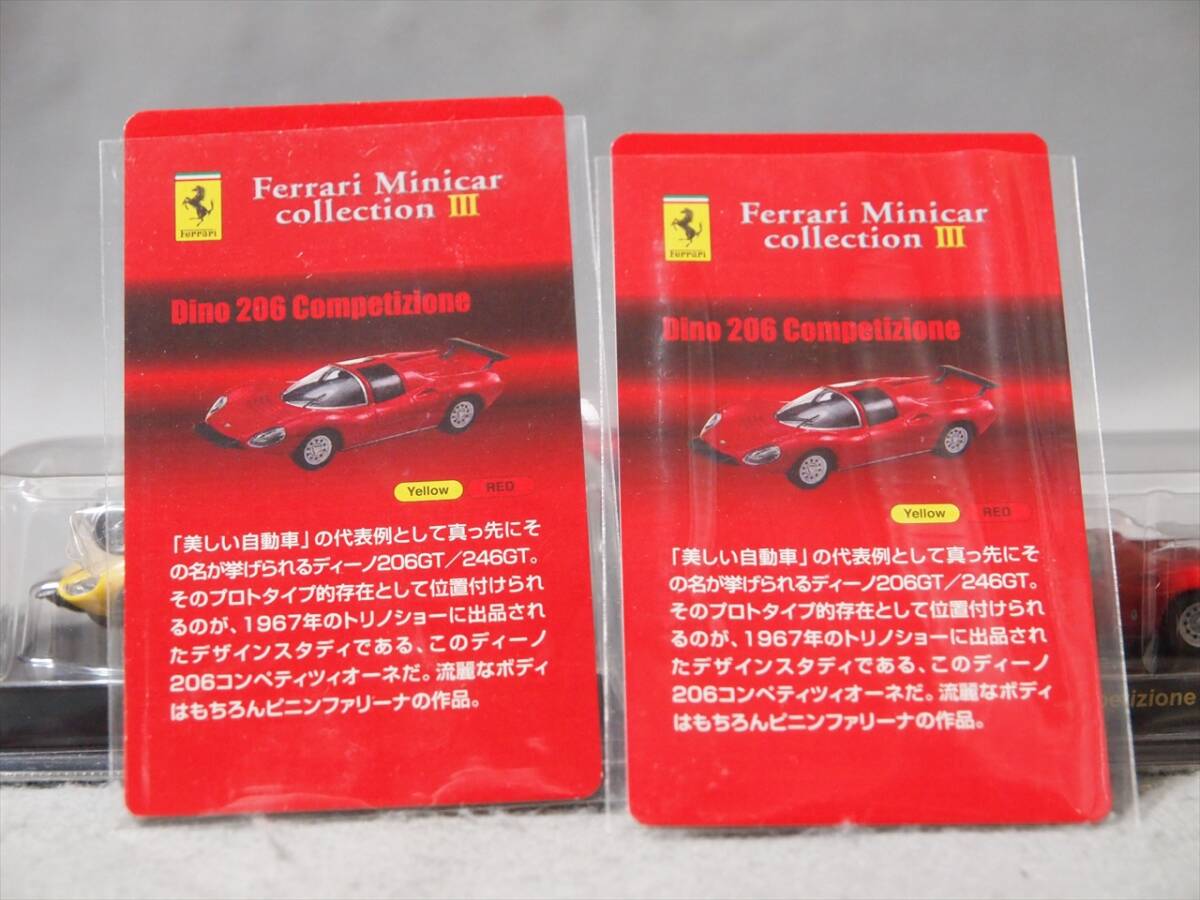 Ferrari
Ferrari Minicar
collection III
Dino 206 Competizione
Yellow RED
「美しい自動車」の代表例として真っ先にそ
の名が挙げられるディーノ206GT／246GT。
そのプロトタイプ的存在として位置付けられ
るのが、1967年のトリノショーに出品され
たデザインスタディである、このディーノ
206コンペティツィオーネだ。流麗なボディ
はもちろんピニンファリーナの作品。
Ferrari
Ferrari Minicar
collection III
Dino 206 Competizione
Yellow RED
「美しい自動車」の代表例として真っ先にそ
の名が挙げられるディーノ206GT／246GT。
そのプロトタイプ的存在として位置付けられ
るのが、1967年のトリノショーに出品され
たデザインスタディである、このディーノ
206コンペティツィオーネだ。流麗なボディ
はもちろんピニンファリーナの作品。
petizione